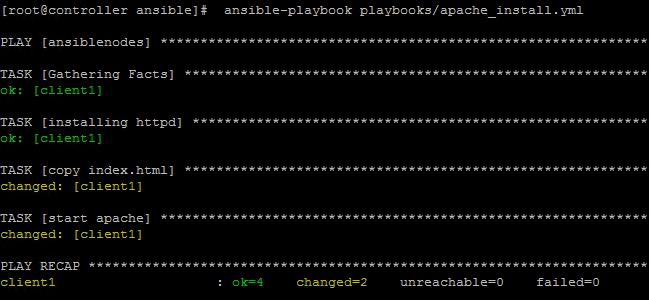 [root@controller ansible]#  ansible-playbook playbooks/apache_install.yml
PLAY [ansiblenodes] *************************************************************
TASK [Gathering Facts] **********************************************************
ok: [client1]
TASK [installing httpd] *********************************************************
ok: [client1]
TASK [copy index.html] **********************************************************
changed: [client1]
TASK [start apache] *************************************************************
changed: [client1]
PLAY RECAP **********************************************************************
client1                    : ok=4    changed=2    unreachable=0    failed=0